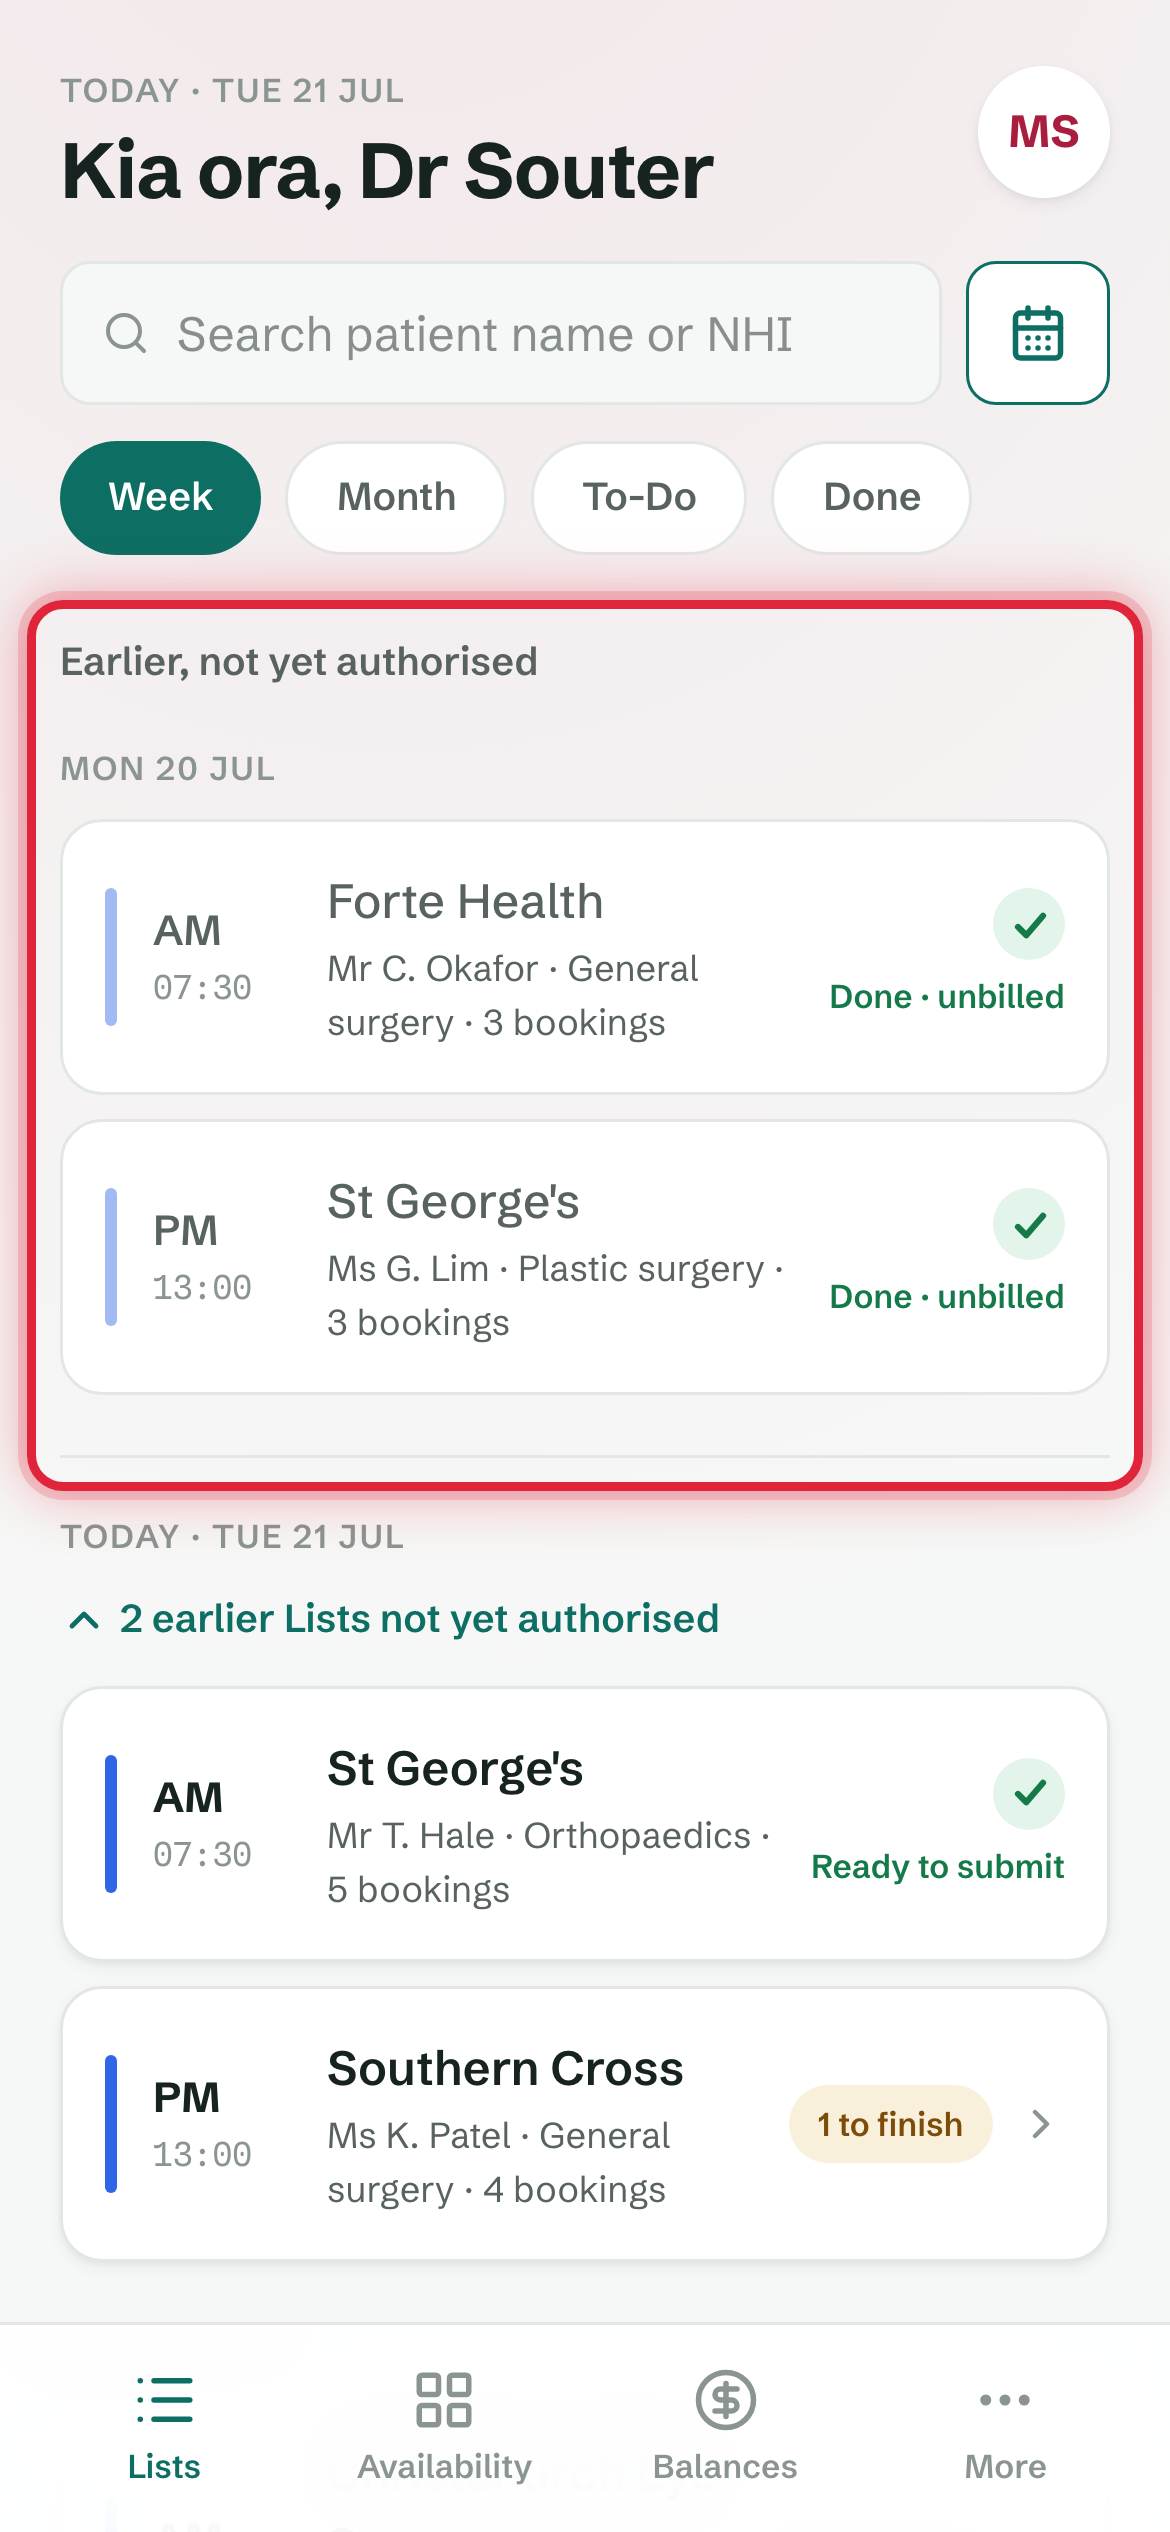 TODAY · TUE 21 JUL
Kia ora, Dr Souter
MS
Search patient name or NHI
Week
Month
To-Do
Done
Earlier, not yet authorised
MON 20 JUL
AM
07:30
Forte Health
Mr C. Okafor · General
surgery · 3 bookings
Done · unbilled
PM
13:00
St George's
Ms G. Lim · Plastic surgery ·
3 bookings
Done · unbilled
TODAY · TUE 21 JUL
2 earlier Lists not yet authorised
AM
07:30
St George's
Mr T. Hale · Orthopaedics ·
5 bookings
Ready to submit
PM
13:00
Southern Cross
Ms K. Patel · General
surgery · 4 bookings
1 to finish
Lists
Availability
Balances
More